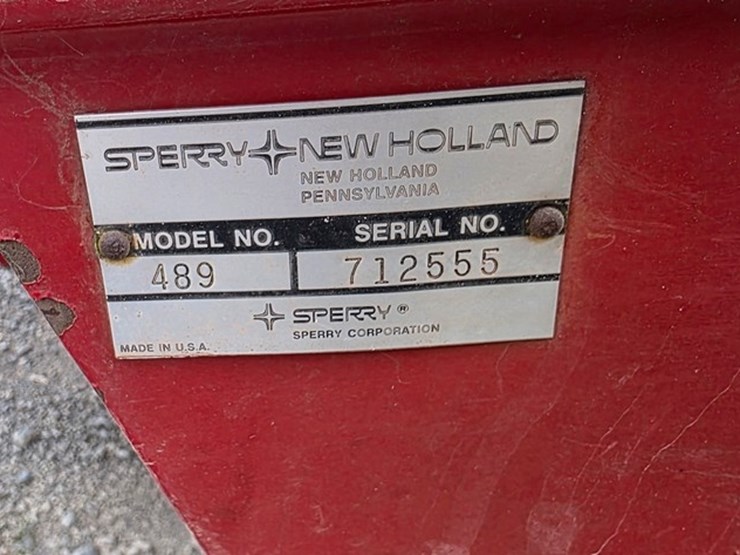 SPERRY NEW HOLLAND
NEW HOLLAND
PENNSYLVANIA
MODEL NO. SERIAL NO.
489 712555
SPERRY®
SPERRY CORPORATION
MADE IN U.S.A.